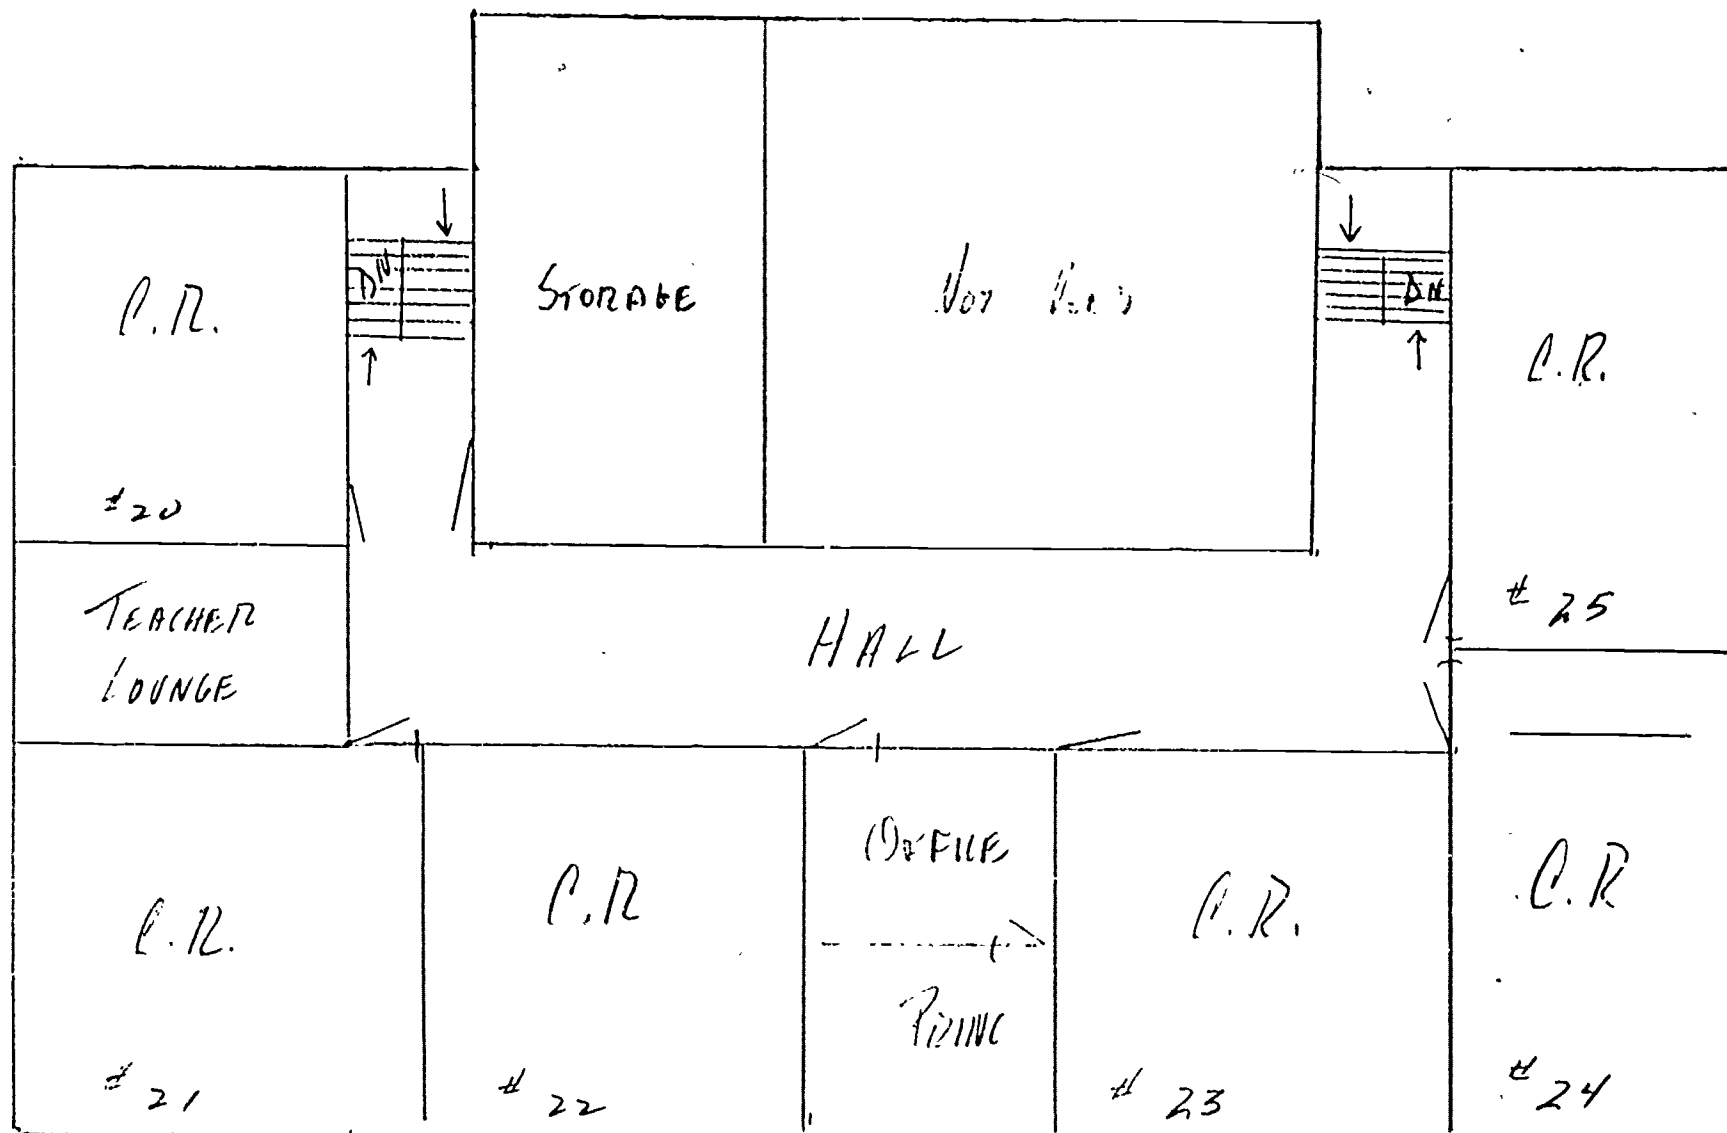 DN
DN
C.R.
STORAGE
C.R.
#20
TEACHER
LOUNGE
HALL
#25
OFFICE
C.R
C.R
C.R.
C.R.
#21
#22
#23
#24